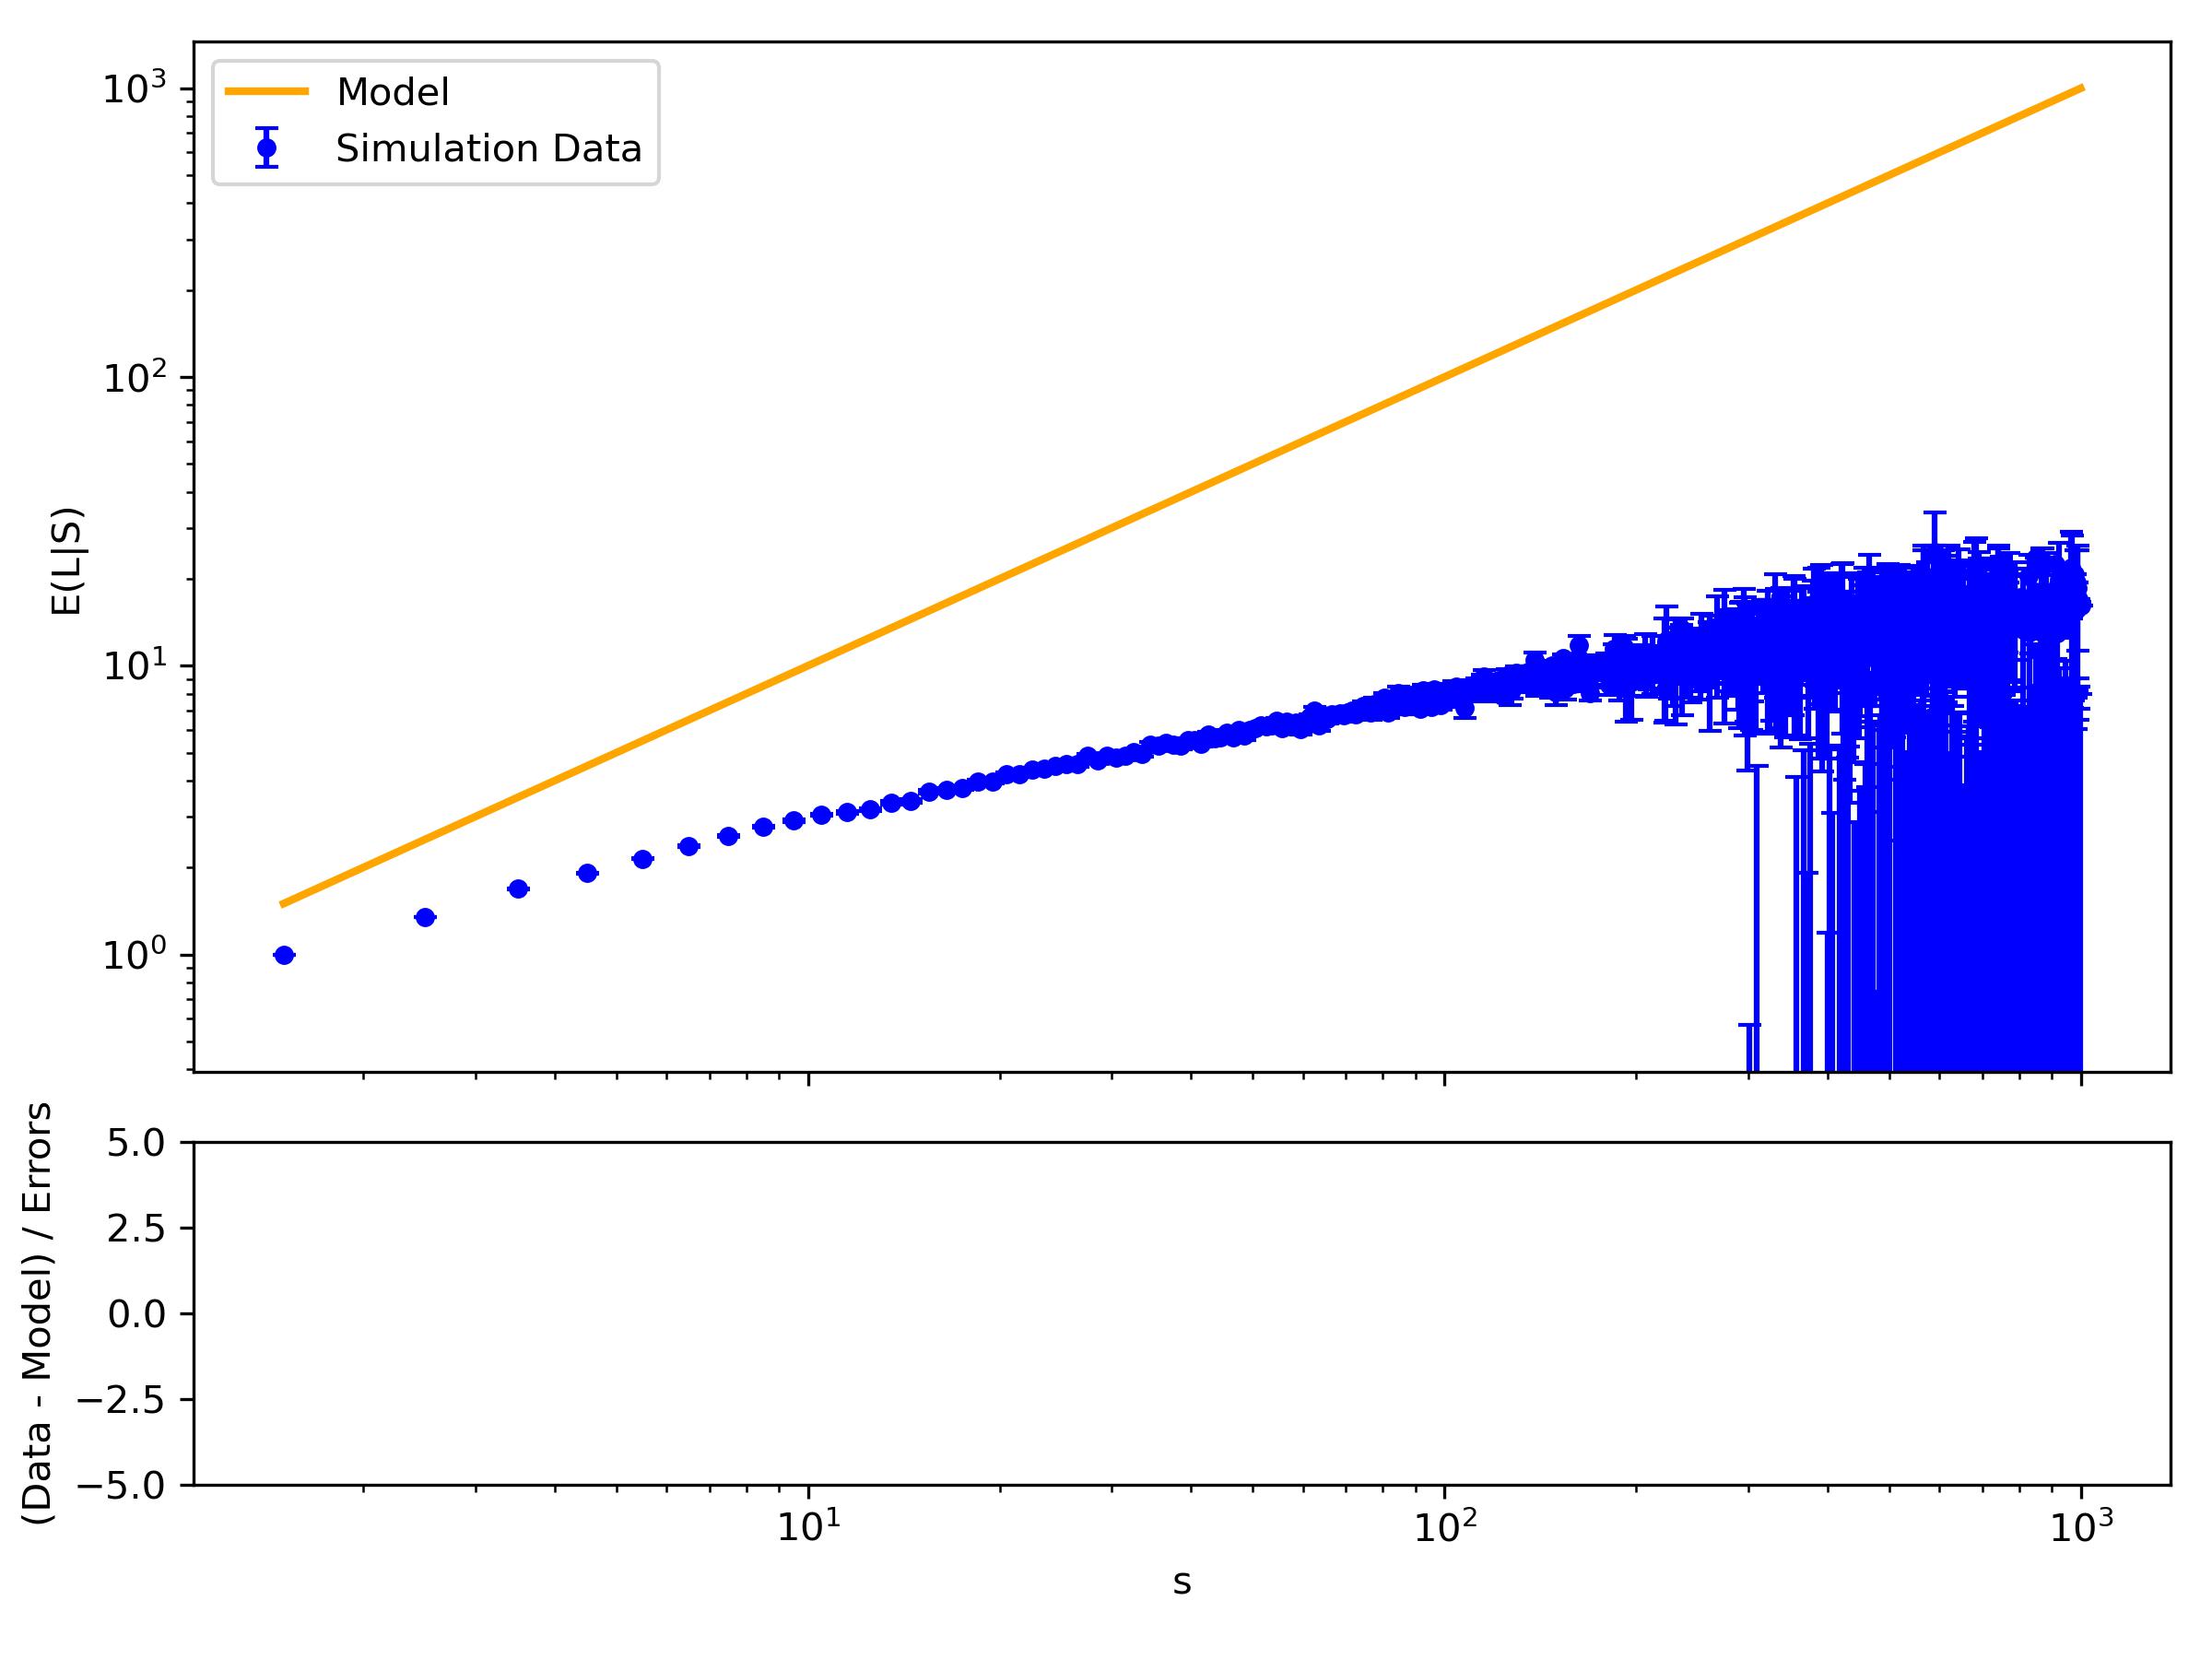 10³
Model
Simulation Data
10²
E(L|S)
10¹
10⁰
(Data - Model) / Errors
5.0
2.5
0.0
−2.5
−5.0
10¹ 10² 10³
s